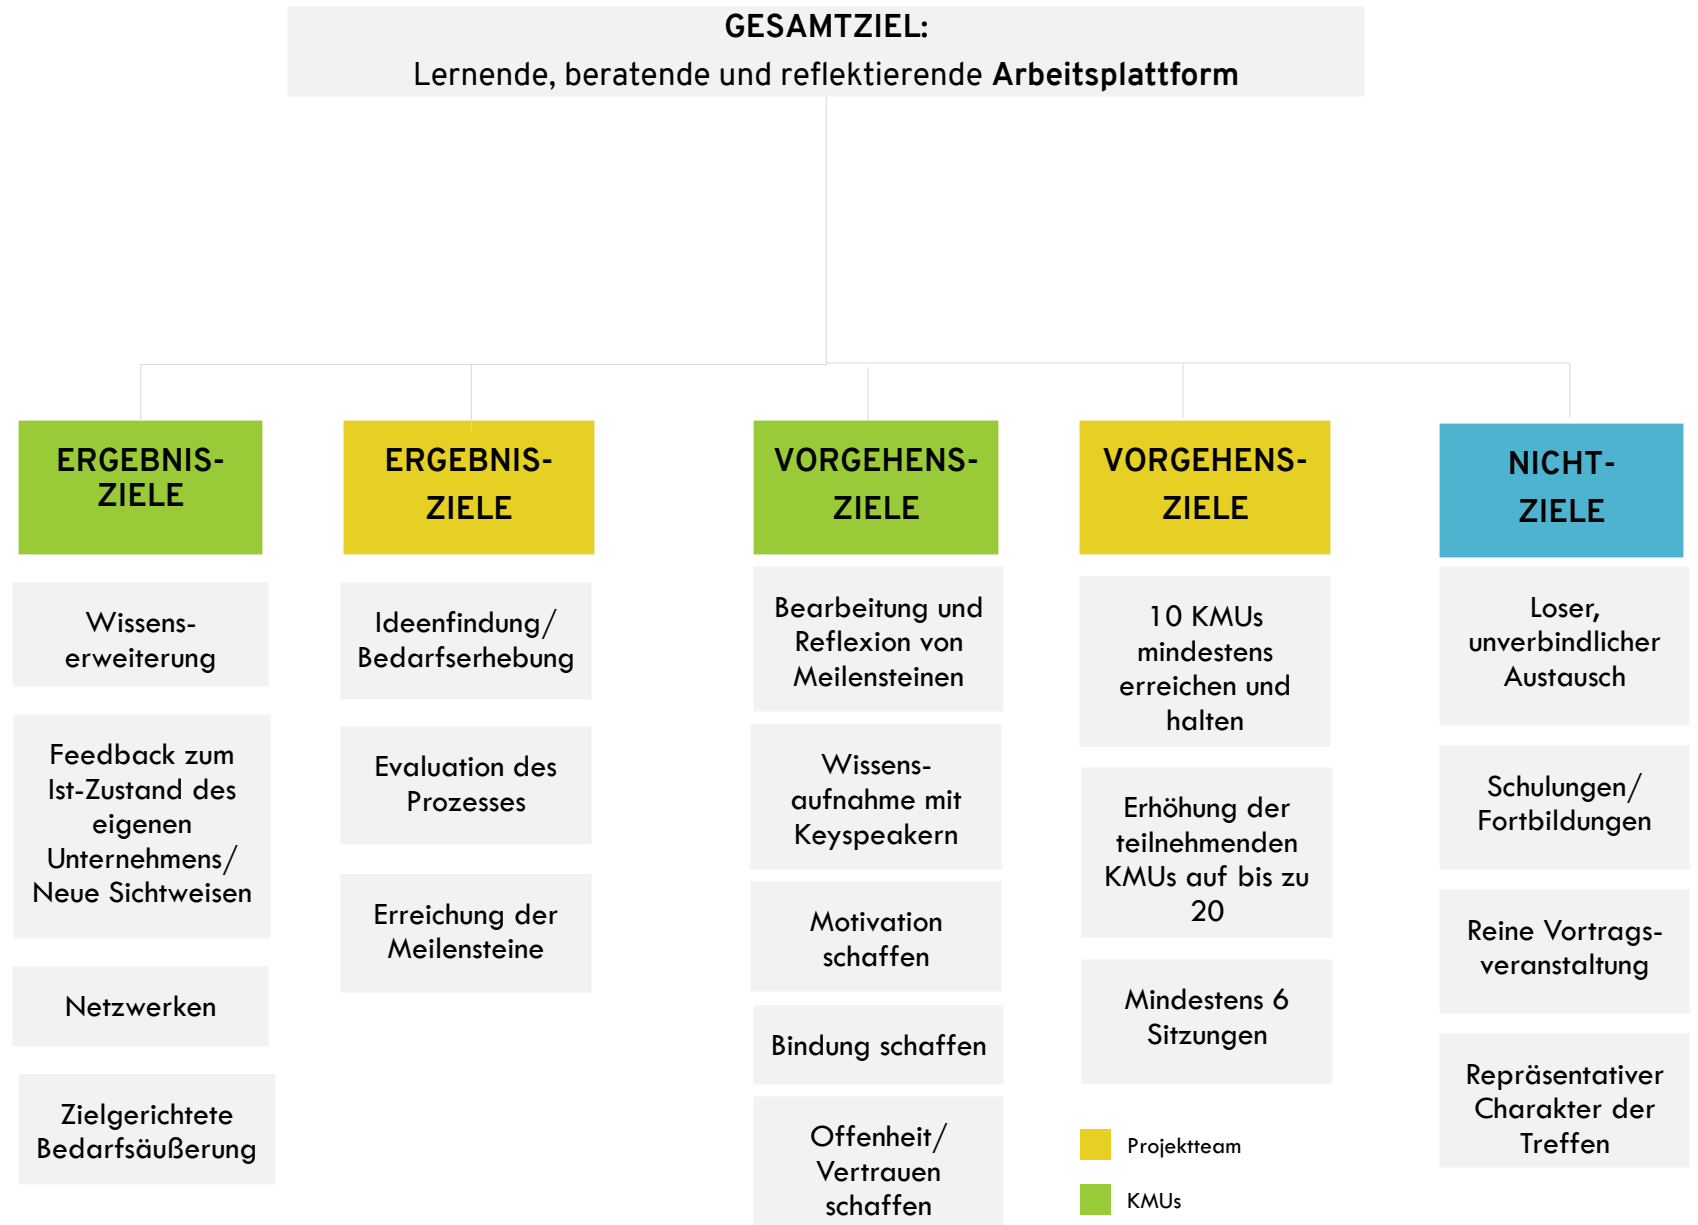 GESAMTZIEL:
Lernende, beratende und reflektierende Arbeitsplattform
ERGEBNIS-
ZIELE
Wissens-
erweiterung
Feedback zum
Ist-Zustand des
eigenen
Unternehmens/
Neue Sichtweisen
Netzwerken
Zielgerichtete
Bedarfsäußerung
ERGEBNIS-
ZIELE
Ideenfindung/
Bedarfserhebung
Evaluation des
Prozesses
Erreichung der
Meilensteine
VORGEHENS-
ZIELE
Bearbeitung und
Reflexion von
Meilensteinen
Wissens-
aufnahme mit
Keyspeakern
Motivation
schaffen
Bindung schaffen
Offenheit/
Vertrauen
schaffen
VORGEHENS-
ZIELE
10 KMUs
mindestens
erreichen und
halten
Erhöhung der
teilnehmenden
KMUs auf bis zu
20
Mindestens 6
Sitzungen
Projektteam
KMUs
NICHT-
ZIELE
Loser,
unverbindlicher
Austausch
Schulungen/
Fortbildungen
Reine Vortrags-
veranstaltung
Repräsentativer
Charakter der
Treffen